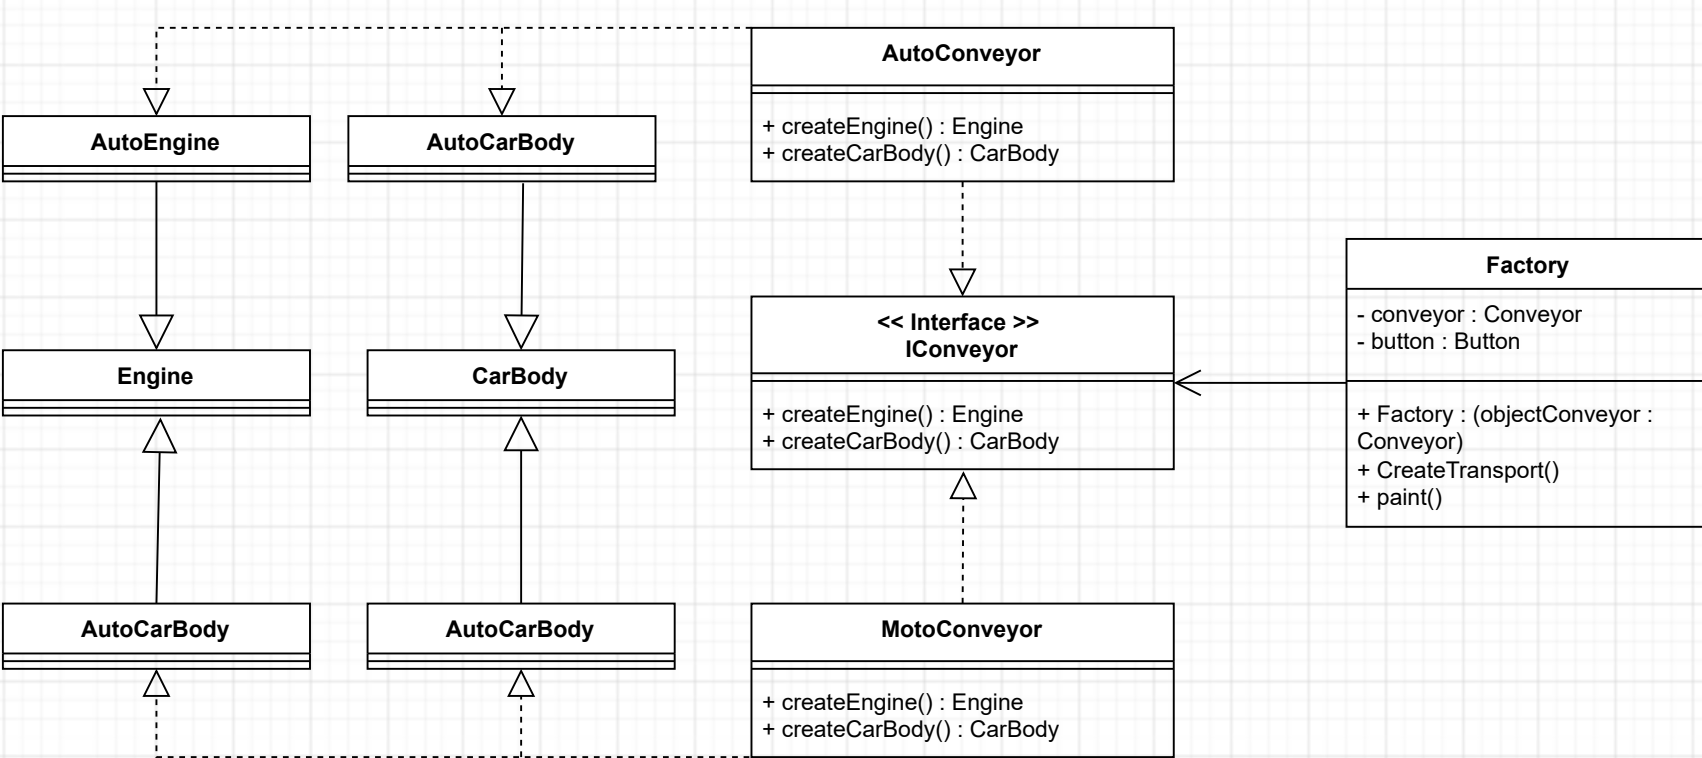 AutoConveyor
+ createEngine() : Engine
+ createCarBody() : CarBody
AutoEngine
AutoCarBody
Factory
- conveyor : Conveyor
- button : Button
+ Factory : (objectConveyor :
Conveyor)
+ CreateTransport()
+ paint()
<< Interface >>
IConveyor
+ createEngine() : Engine
+ createCarBody() : CarBody
Engine
CarBody
AutoCarBody
AutoCarBody
MotoConveyor
+ createEngine() : Engine
+ createCarBody() : CarBody